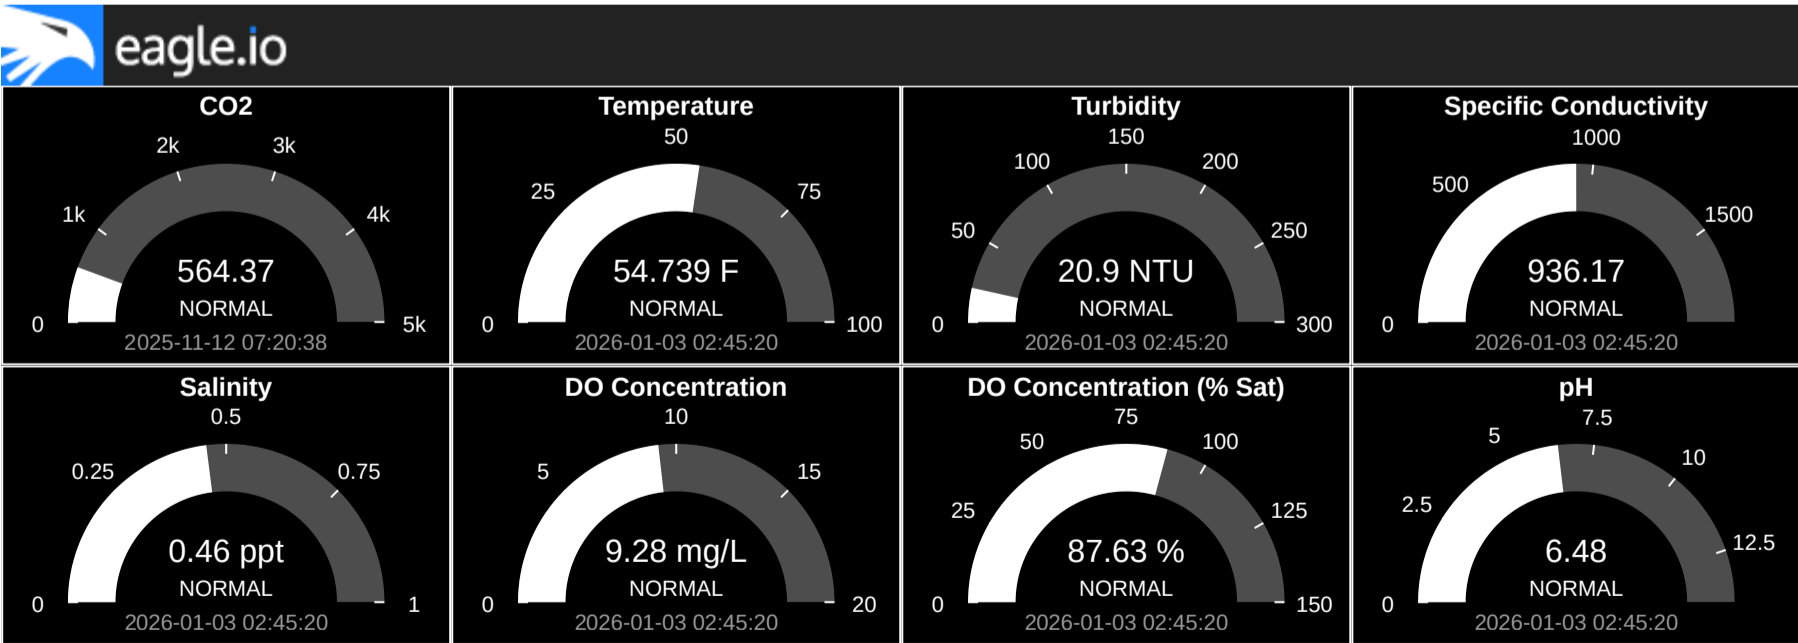 eagle.io
CO2
2k
3k
1k
4k
564.37
NORMAL
0
5k
2025-11-12 07:20:38
Temperature
50
25
75
54.739 F
NORMAL
0
100
2026-01-03 02:45:20
Turbidity
150
100
200
50
250
20.9 NTU
NORMAL
0
300
2026-01-03 02:45:20
Specific Conductivity
1000
500
1500
936.17
NORMAL
0
2026-01-03 02:45:20
Salinity
0.5
0.25
0.75
0.46 ppt
NORMAL
0
1
2026-01-03 02:45:20
DO Concentration
10
5
15
9.28 mg/L
NORMAL
0
20
2026-01-03 02:45:20
DO Concentration (% Sat)
75
50
100
25
125
87.63 %
NORMAL
0
150
2026-01-03 02:45:20
pH
7.5
5
10
2.5
12.5
6.48
NORMAL
0
2026-01-03 02:45:20